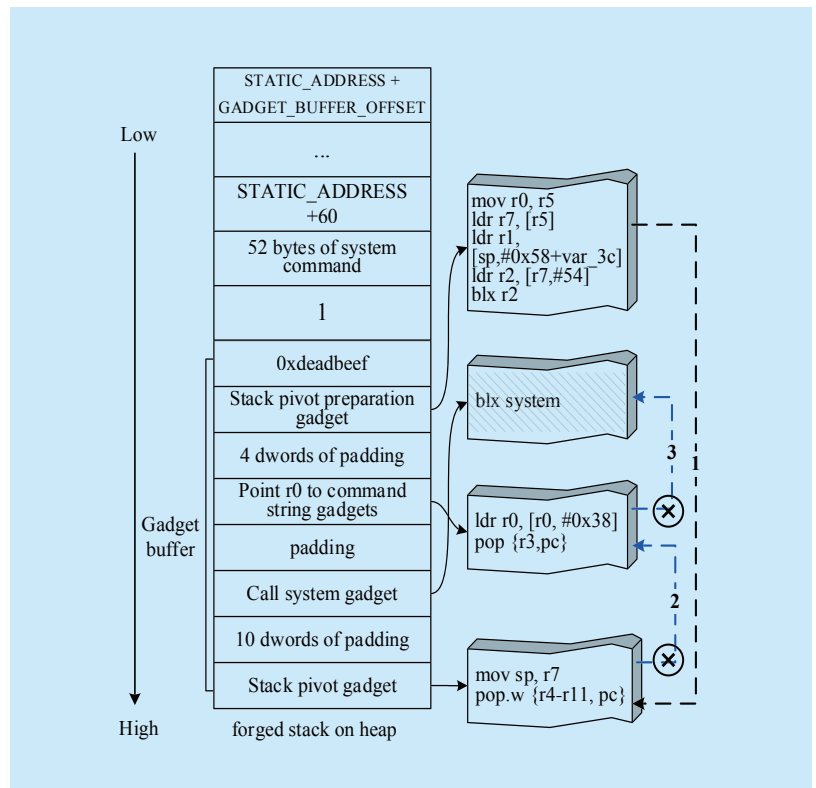 STATIC_ADDRESS +
GADGET_BUFFER_OFFSET
Low
...
STATIC_ADDRESS
+60
52 bytes of system
command
1
0xdeadbeef
Stack pivot preparation
gadget
4 dwords of padding
Point r0 to command
string gadgets
Gadget
buffer
padding
Call system gadget
10 dwords of padding
Stack pivot gadget
High
forged stack on heap
mov r0, r5
ldr r7, [r5]
ldr r1,
[sp,#0x58+var_3c]
ldr r2, [r7,#54]
blx r2
blx system
3
1
ldr r0, [r0, #0x38]
pop {r3,pc}
2
mov sp, r7
pop.w {r4-r11, pc}